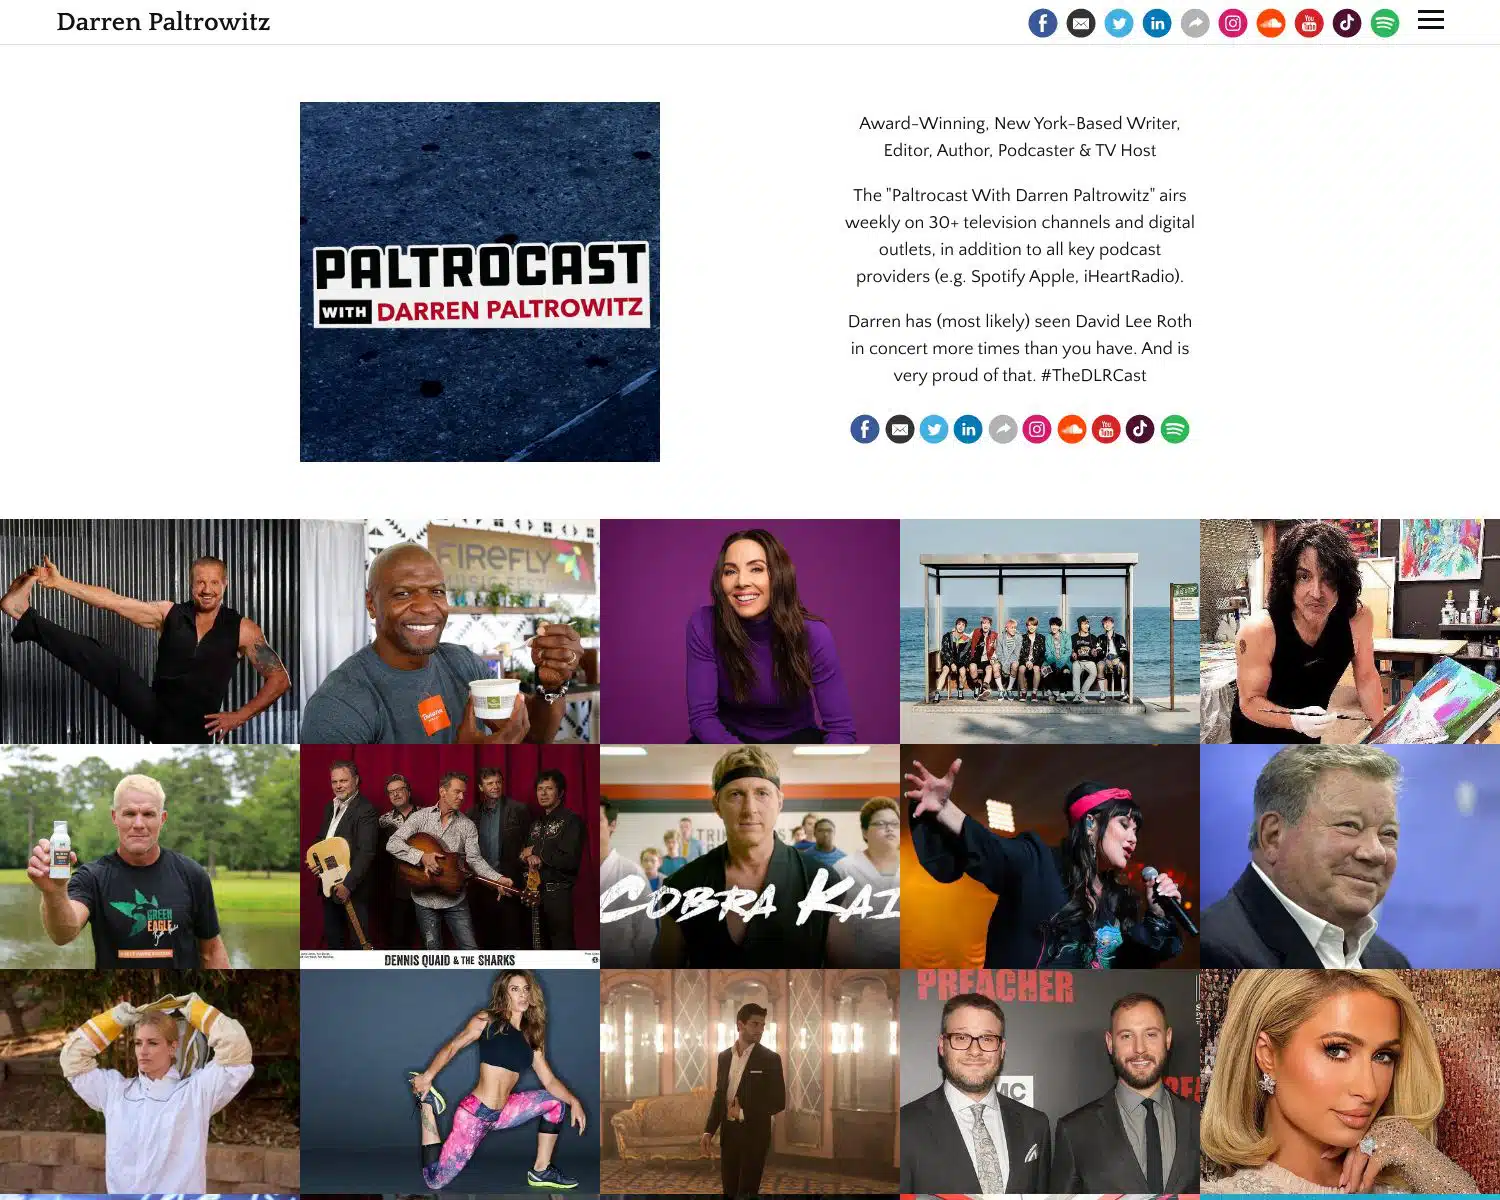 Darren Paltrowitz
PALTROCAST
WITH DARREN PALTROWITZ
Award-Winning, New York-Based Writer,
Editor, Author, Podcaster & TV Host
The "Paltrocast With Darren Paltrowitz" airs
weekly on 30+ television channels and digital
outlets, in addition to all key podcast
providers (e.g. Spotify Apple, iHeartRadio).
Darren has (most likely) seen David Lee Roth
in concert more times than you have. And is
very proud of that. #TheDLRCast
FIREFLY
MUSIC FESTI
GREEN
EAGLE
DENNIS QUAID & THE SHARKS
COBRA KAI
PREACHER
MC